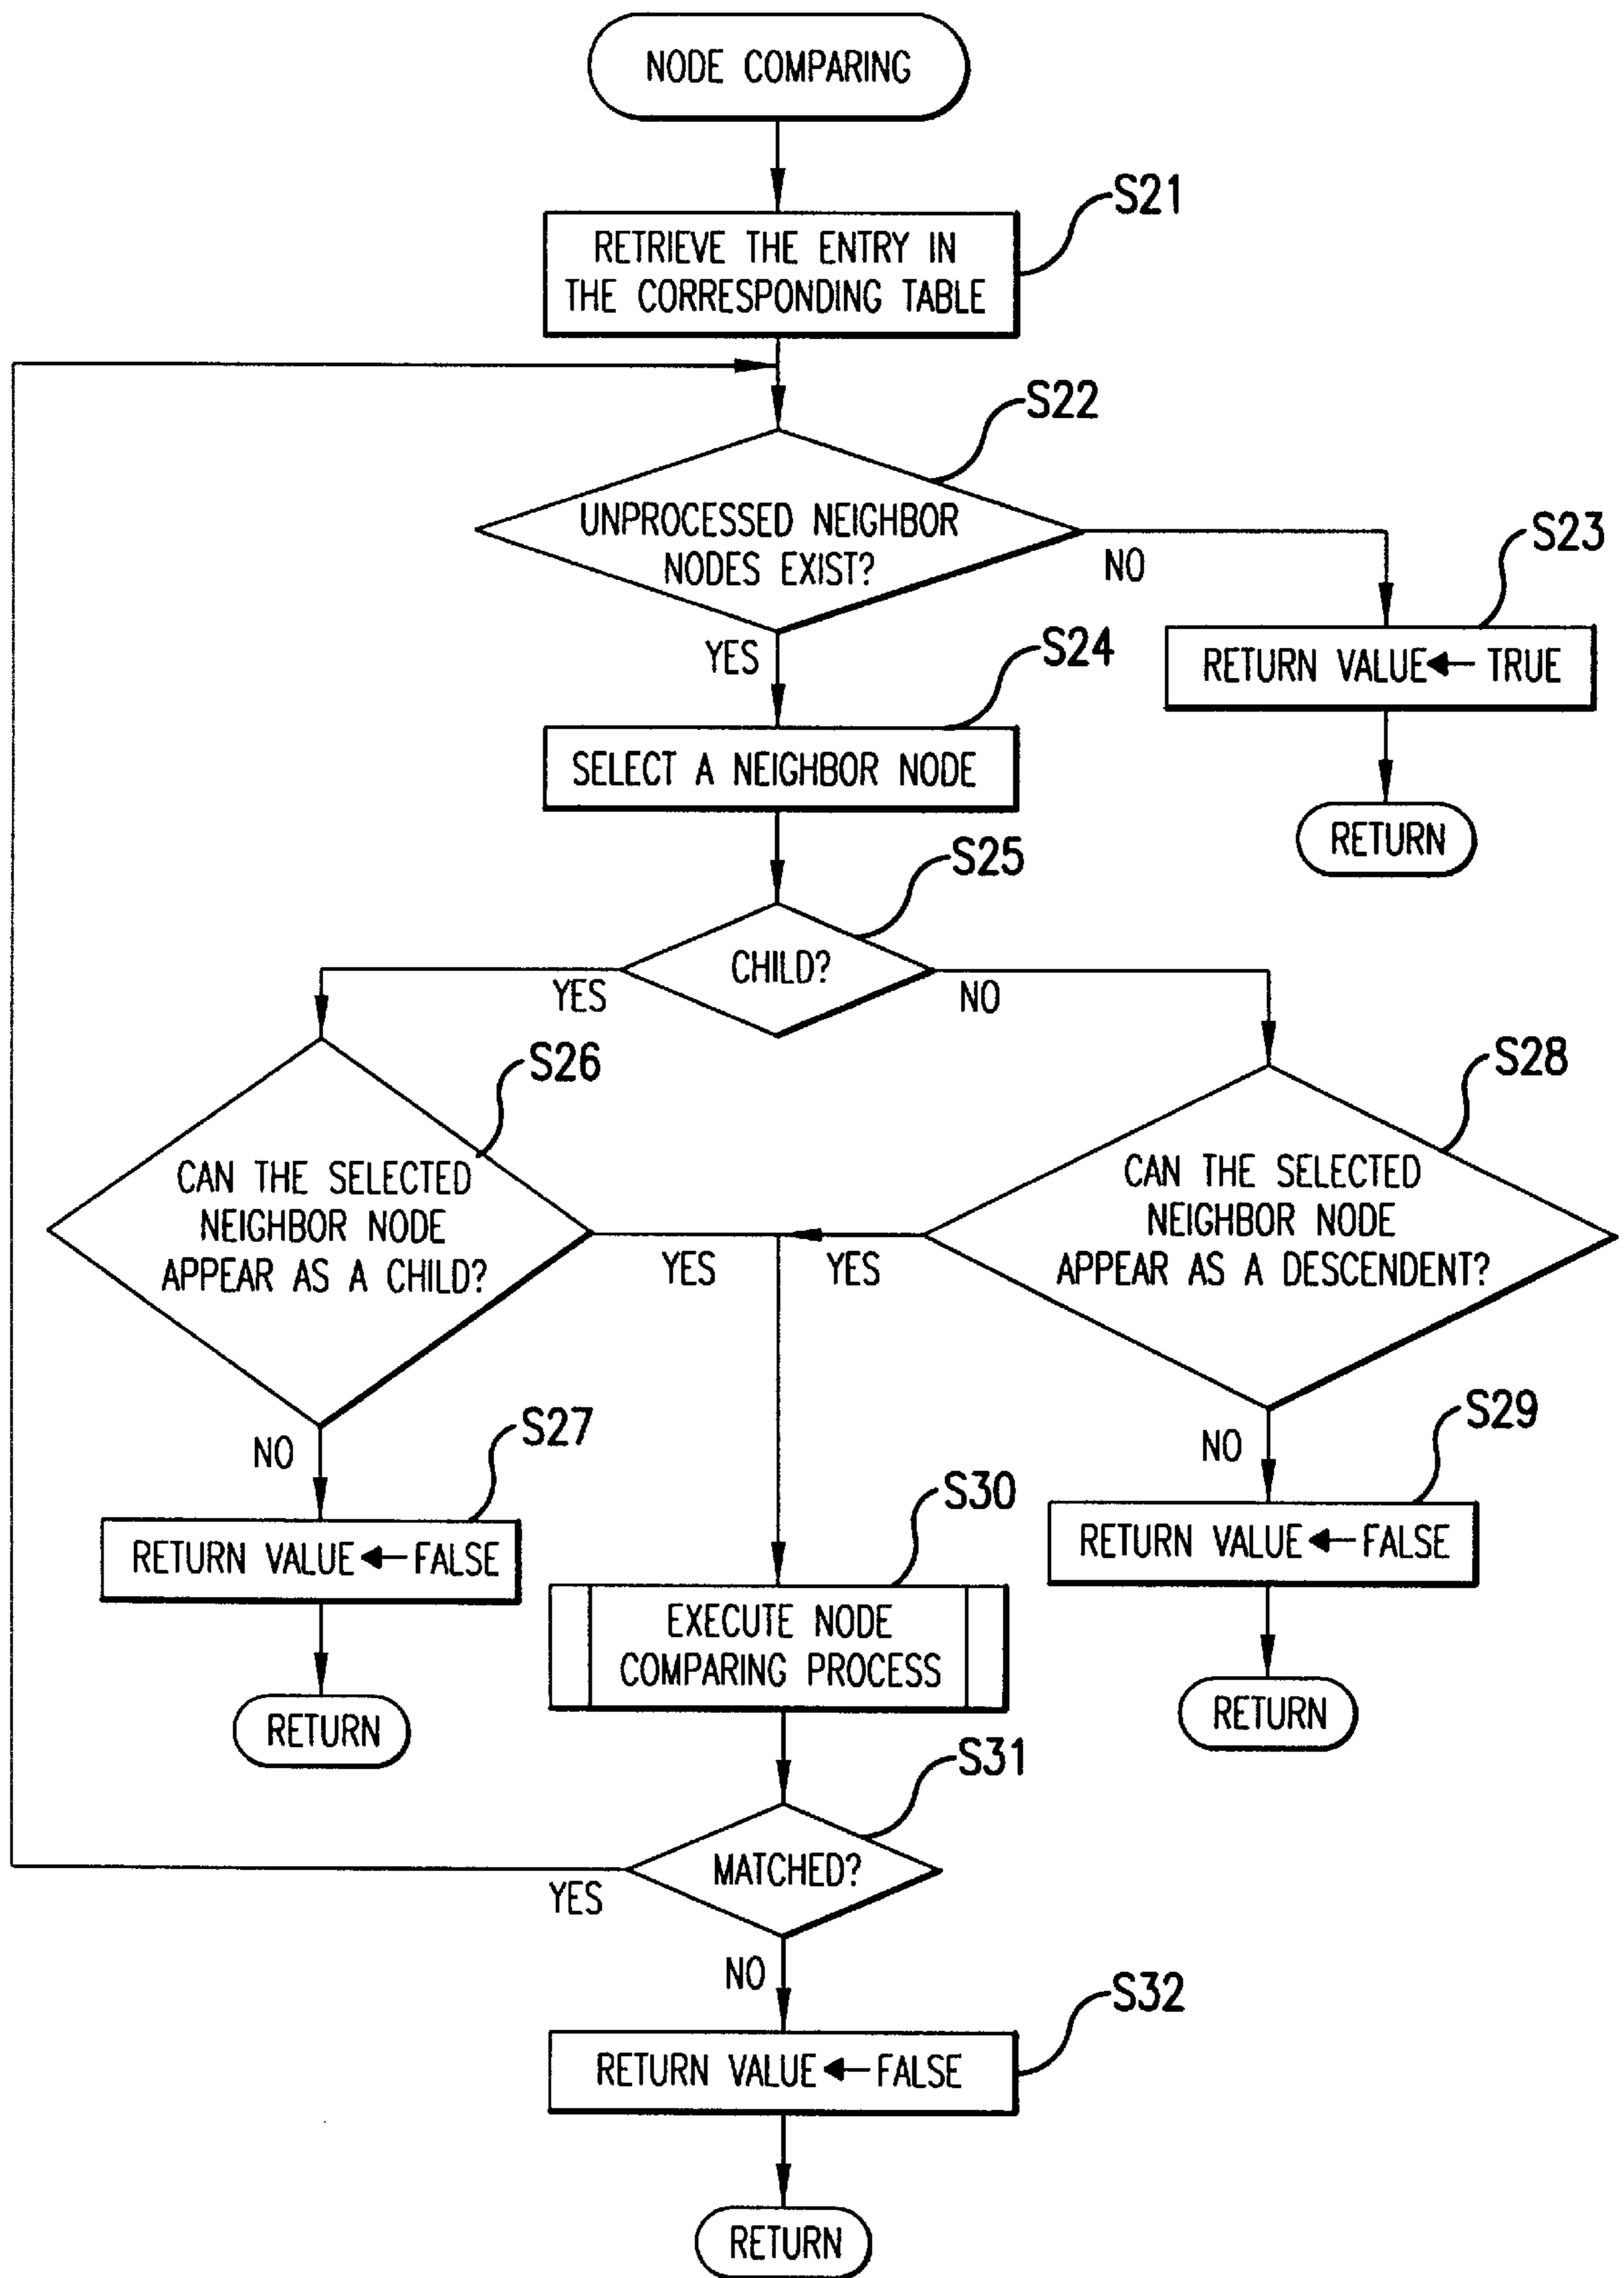 NODE COMPARING
S21
RETRIEVE THE ENTRY IN
THE CORRESPONDING TABLE
S22
UNPROCESSED NEIGHBOR
NODES EXIST?
NO
S23
YES
RETURN VALUE ← TRUE
S24
SELECT A NEIGHBOR NODE
RETURN
S25
CHILD?
YES
NO
S26
CAN THE SELECTED
NEIGHBOR NODE
APPEAR AS A CHILD?
YES
S28
CAN THE SELECTED
NEIGHBOR NODE
APPEAR AS A DESCENDENT?
YES
NO
S27
RETURN VALUE ← FALSE
RETURN
NO
S29
RETURN VALUE ← FALSE
RETURN
S30
EXECUTE NODE
COMPARING PROCESS
S31
MATCHED?
YES
NO
S32
RETURN VALUE ← FALSE
RETURN